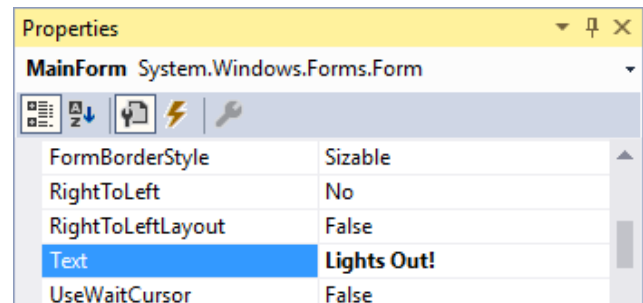 Properties
MainForm System.Windows.Forms.Form
A
Z
FormBorderStyle Sizable
RightToLeft No
RightToLeftLayout False
Text Lights Out!
UseWaitCursor False